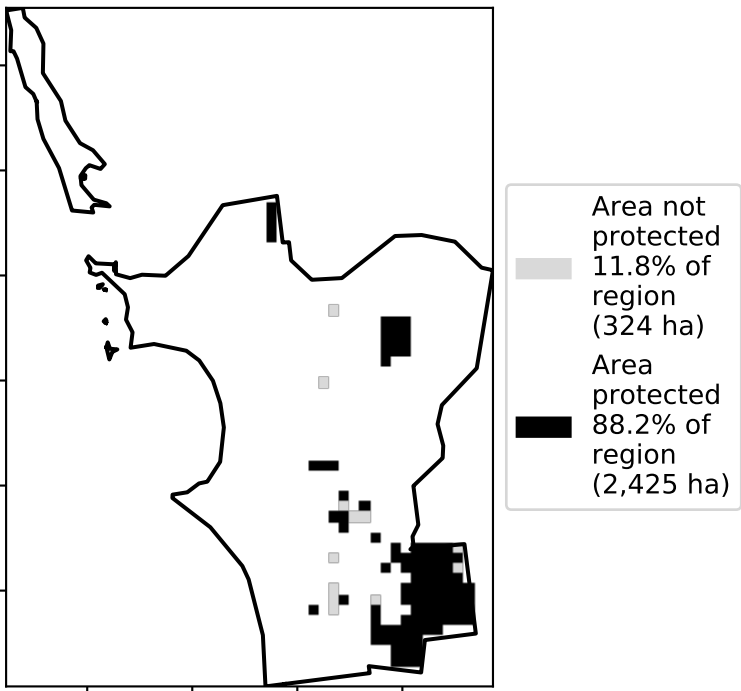 Area not
protected
11.8% of
region
(324 ha)
Area
protected
88.2% of
region
(2,425 ha)